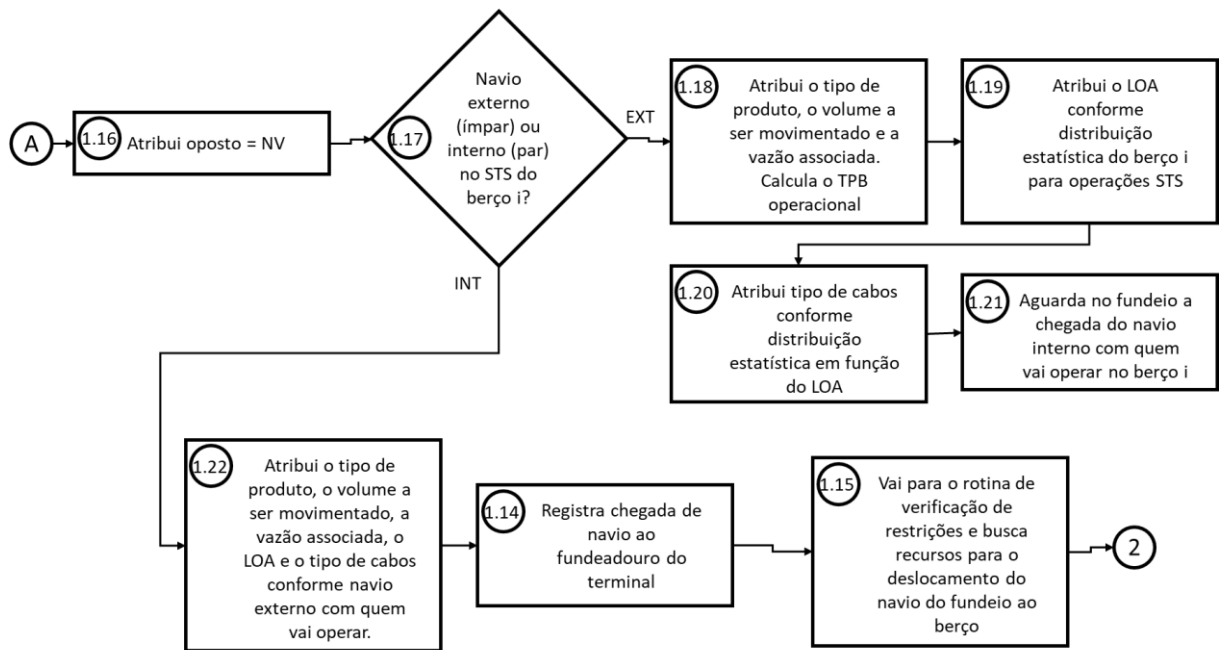 A
1.16
Atribui oposto = NV
1.17
Navio
externo
(ímpar) ou
interno (par)
no STS do
berço i?
EXT
INT
1.18
Atribui o tipo de
produto, o volume a
ser movimentado e a
vazão associada.
Calcula o TPB
operacional
1.19
Atribui o LOA
conforme
distribuição
estatística do berço i
para operações STS
1.20
Atribui tipo de cabos
conforme
distribuição
estatística em função
do LOA
1.21
Aguarda no fundeio a
chegada do navio
interno com quem
vai operar no berço i
1.22
Atribui o tipo de
produto, o volume a
ser movimentado, a
vazão associada, o
LOA e o tipo de cabos
conforme navio
externo com quem
vai operar.
1.14
Registra chegada de
navio ao
fundeadouro do
terminal
1.15
Vai para o rotina de
verificação de
restrições e busca
recursos para o
deslocamento do
navio do fundeio ao
berço
2